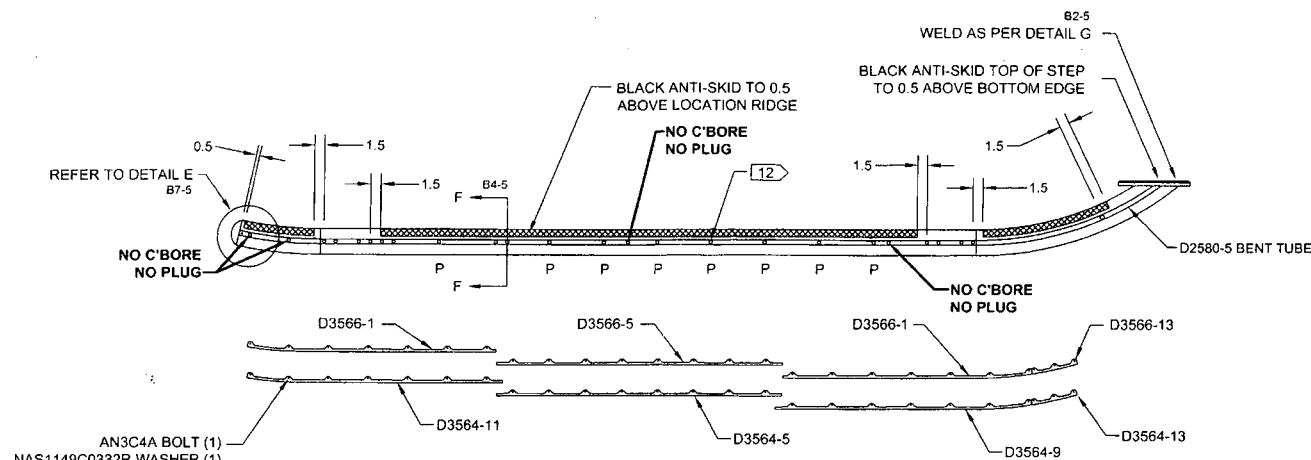 B2-5
WELD AS PER DETAIL G
BLACK ANTI-SKID TOP OF STEP
TO 0.5 ABOVE BOTTOM EDGE
BLACK ANTI-SKID TO 0.5
ABOVE LOCATION RIDGE
NO C'BORE
NO PLUG
12
0.5
1.5
1.5
1.5
1.5
1.5
REFER TO DETAIL E
B7-5
F
B4-5
NO C'BORE
NO PLUG
D2580-5 BENT TUBE
P P P P P P P P
F
NO C'BORE
NO PLUG
D3566-1
D3566-5
D3566-1
D3566-13
D3564-11
D3564-5
D3564-9
D3564-13
AN3C4A BOLT (1)
NAS1149C0332R WASHER (1)